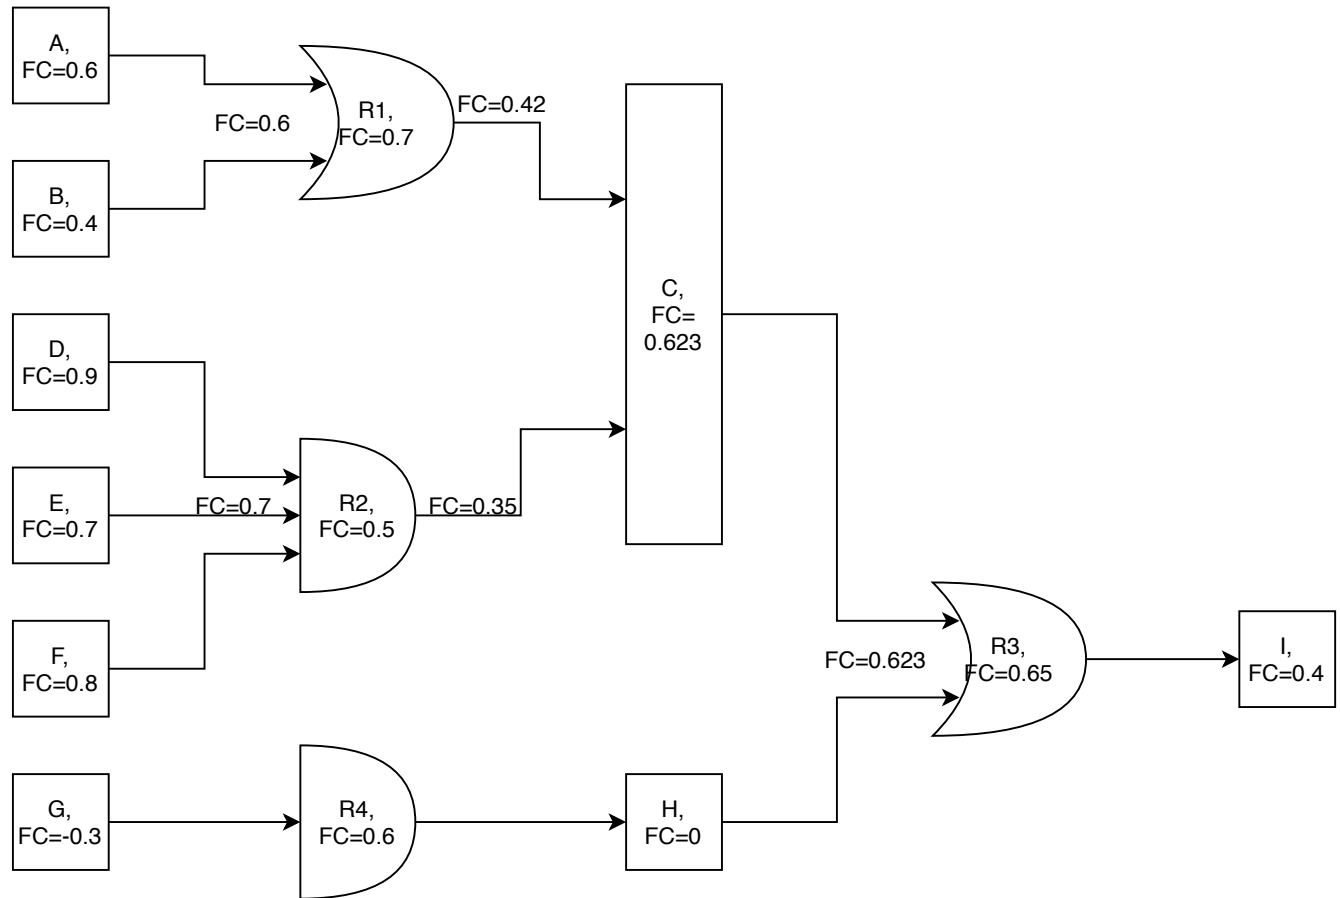 A,
FC=0.6
FC=0.6
R1,
FC=0.7
FC=0.42
B,
FC=0.4
C,
FC=
0.623
D,
FC=0.9
E,
FC=0.7
FC=0.7
R2,
FC=0.5
FC=0.35
F,
FC=0.8
FC=0.623
R3,
FC=0.65
I,
FC=0.4
G,
FC=-0.3
R4,
FC=0.6
H,
FC=0